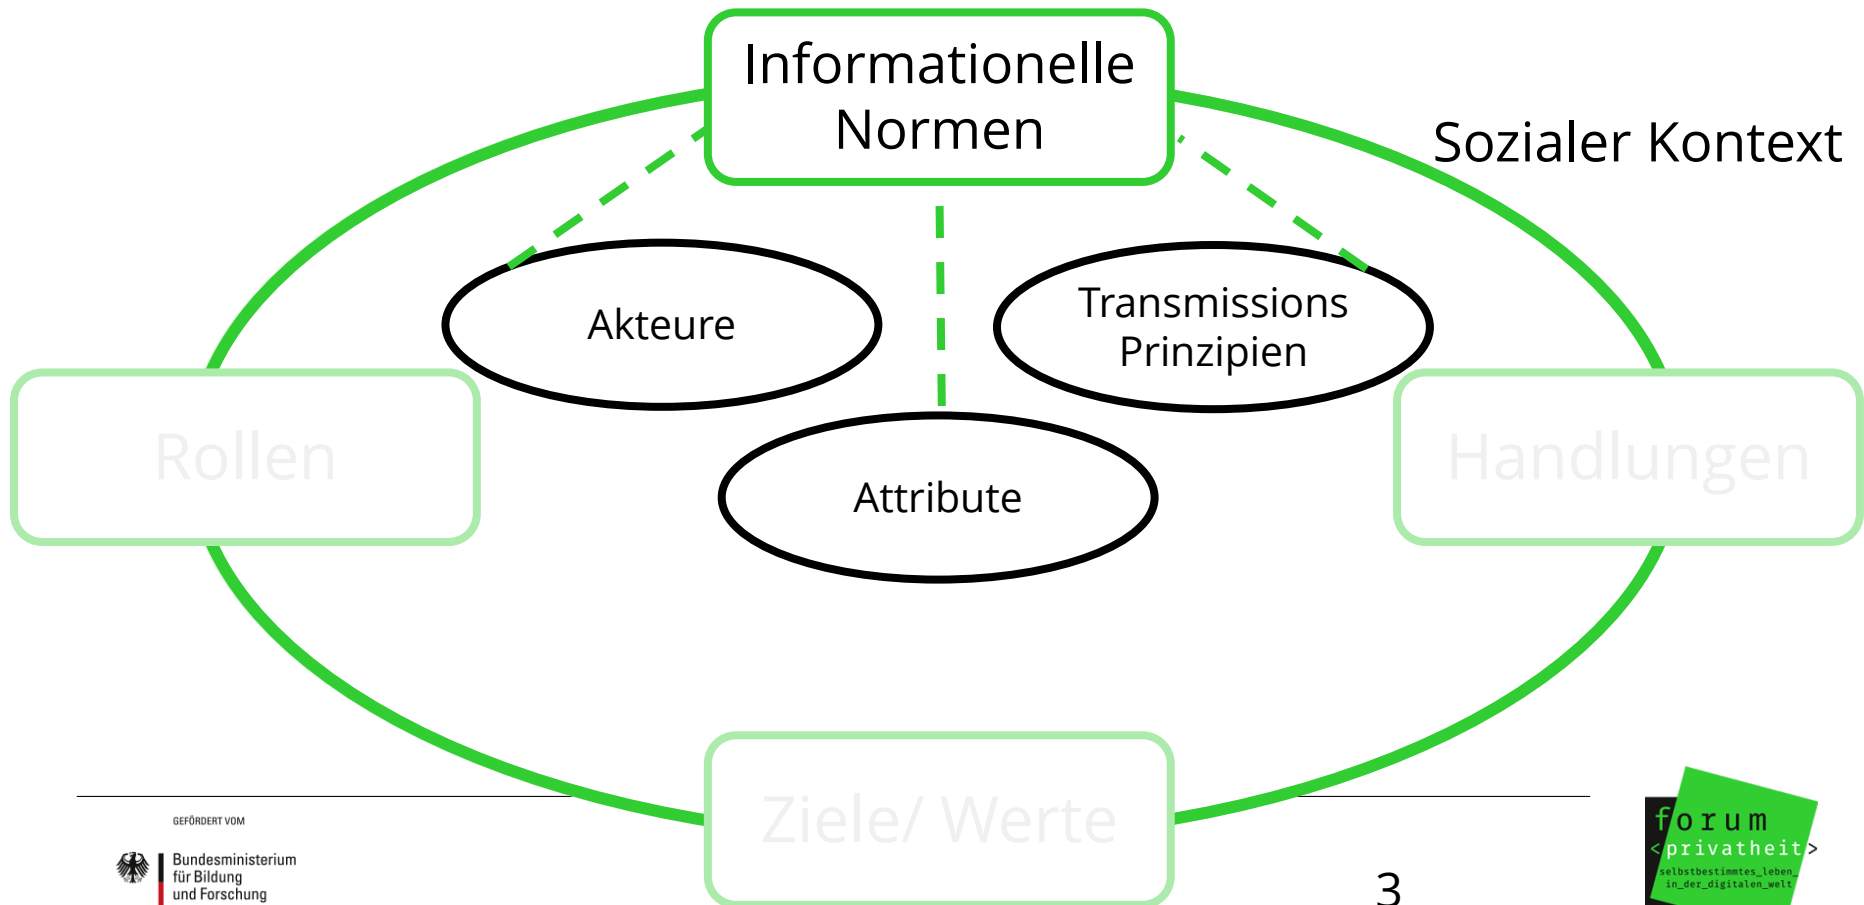 Informationelle
Normen
Sozialer Kontext
Akteure
Transmissions
Prinzipien
Rollen
Handlungen
Attribute
Ziele/ Werte
GEFÖRDERT VOM
Bundesministerium
für Bildung
und Forschung
3
forum
<privatheit>
selbstbestimmtes_leben_
in_der_digitalen_welt